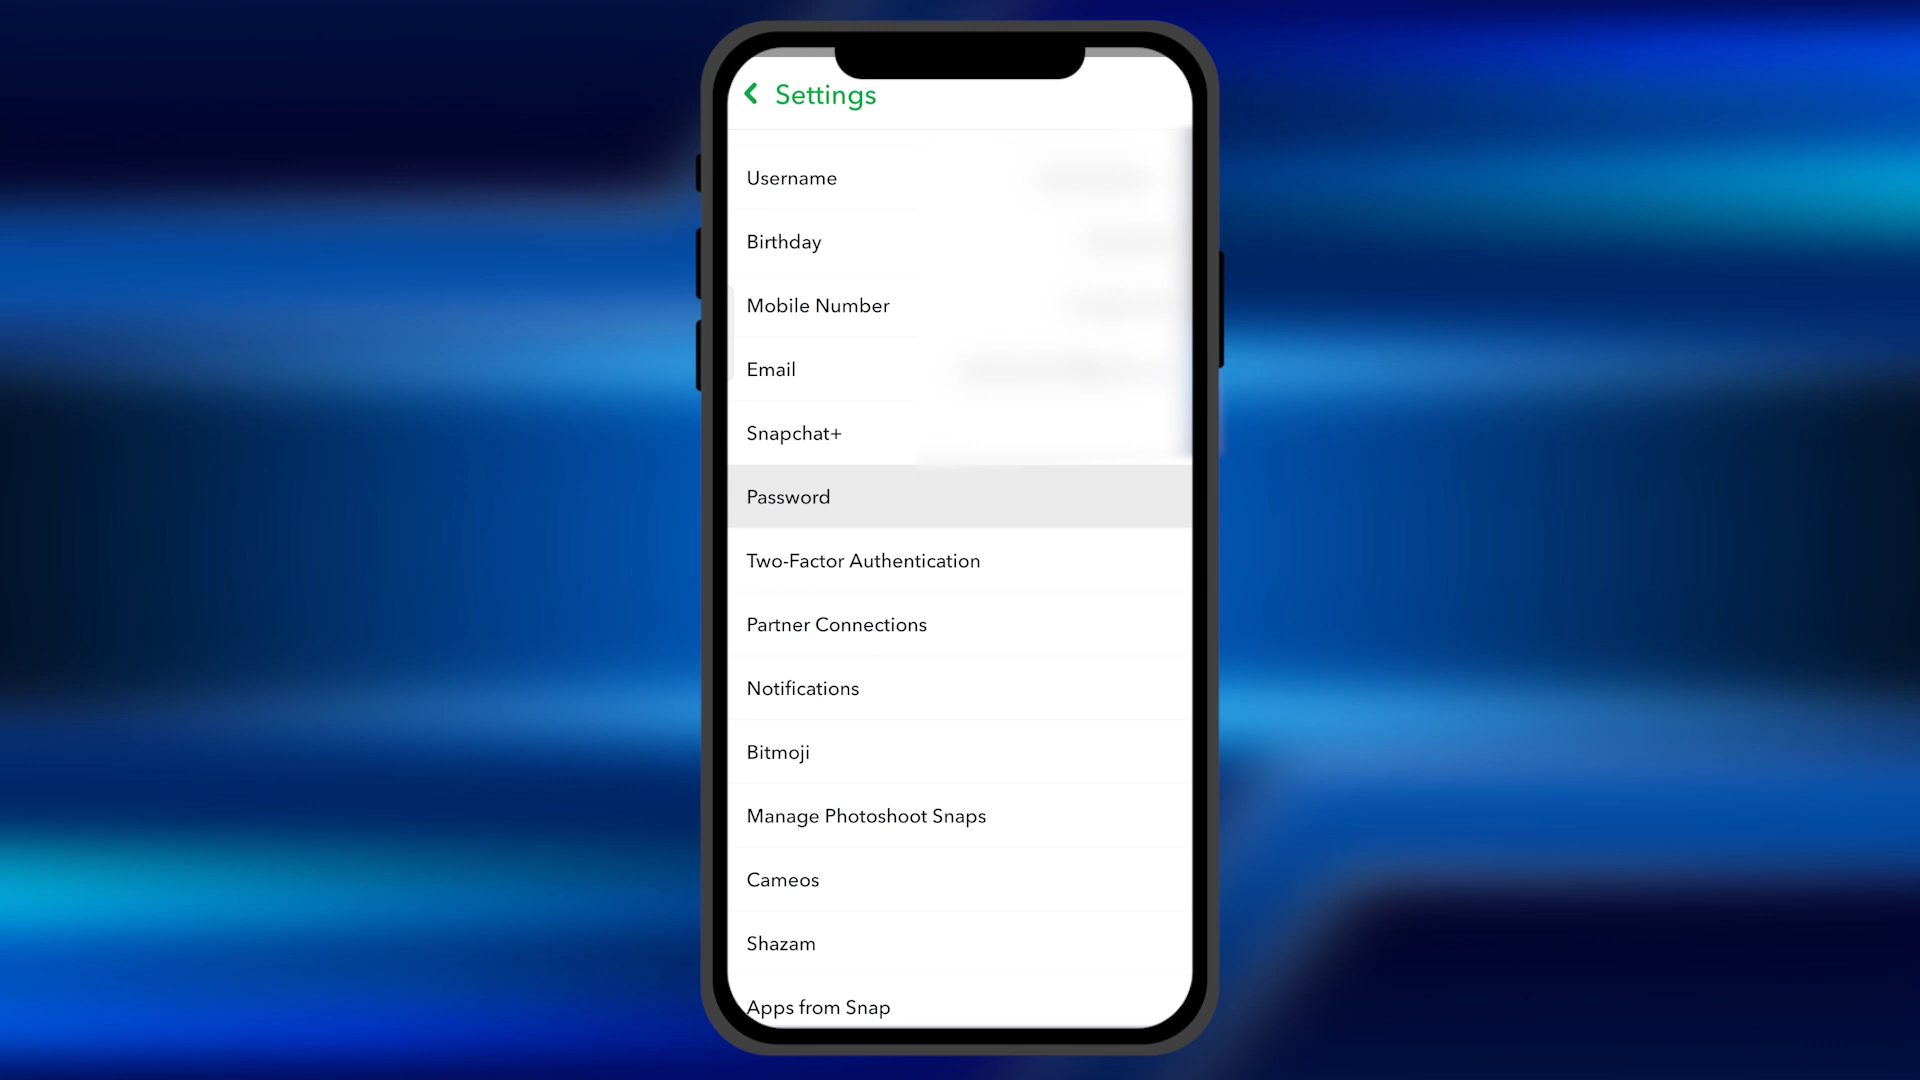 Settings
Username
Birthday
Mobile Number
Email
Snapchat+
Password
Two-Factor Authentication
Partner Connections
Notifications
Bitmoji
Manage Photoshoot Snaps
Cameos
Shazam
Apps from Snap